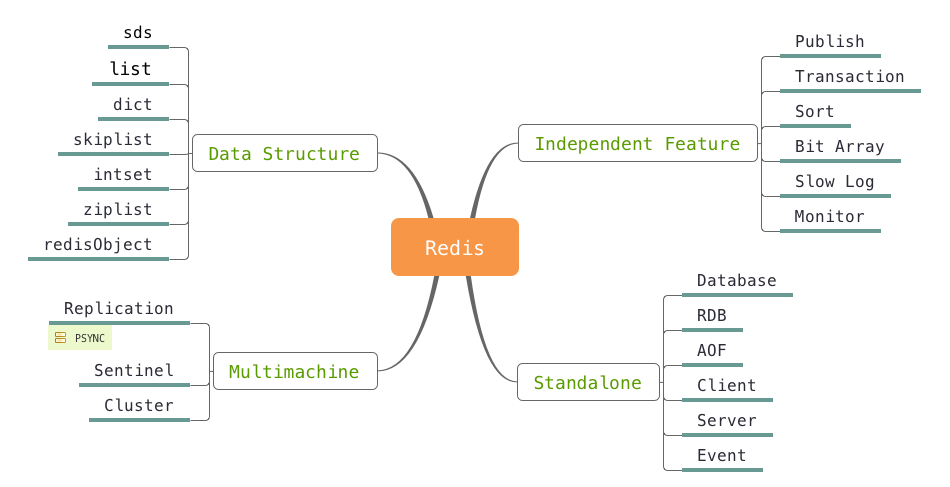 Redis
Data Structure
sds
list
dict
skiplist
intset
ziplist
redisObject
Multimachine
Replication
PSYNC
Sentinel
Cluster
Independent Feature
Publish
Transaction
Sort
Bit Array
Slow Log
Monitor
Standalone
Database
RDB
AOF
Client
Server
Event